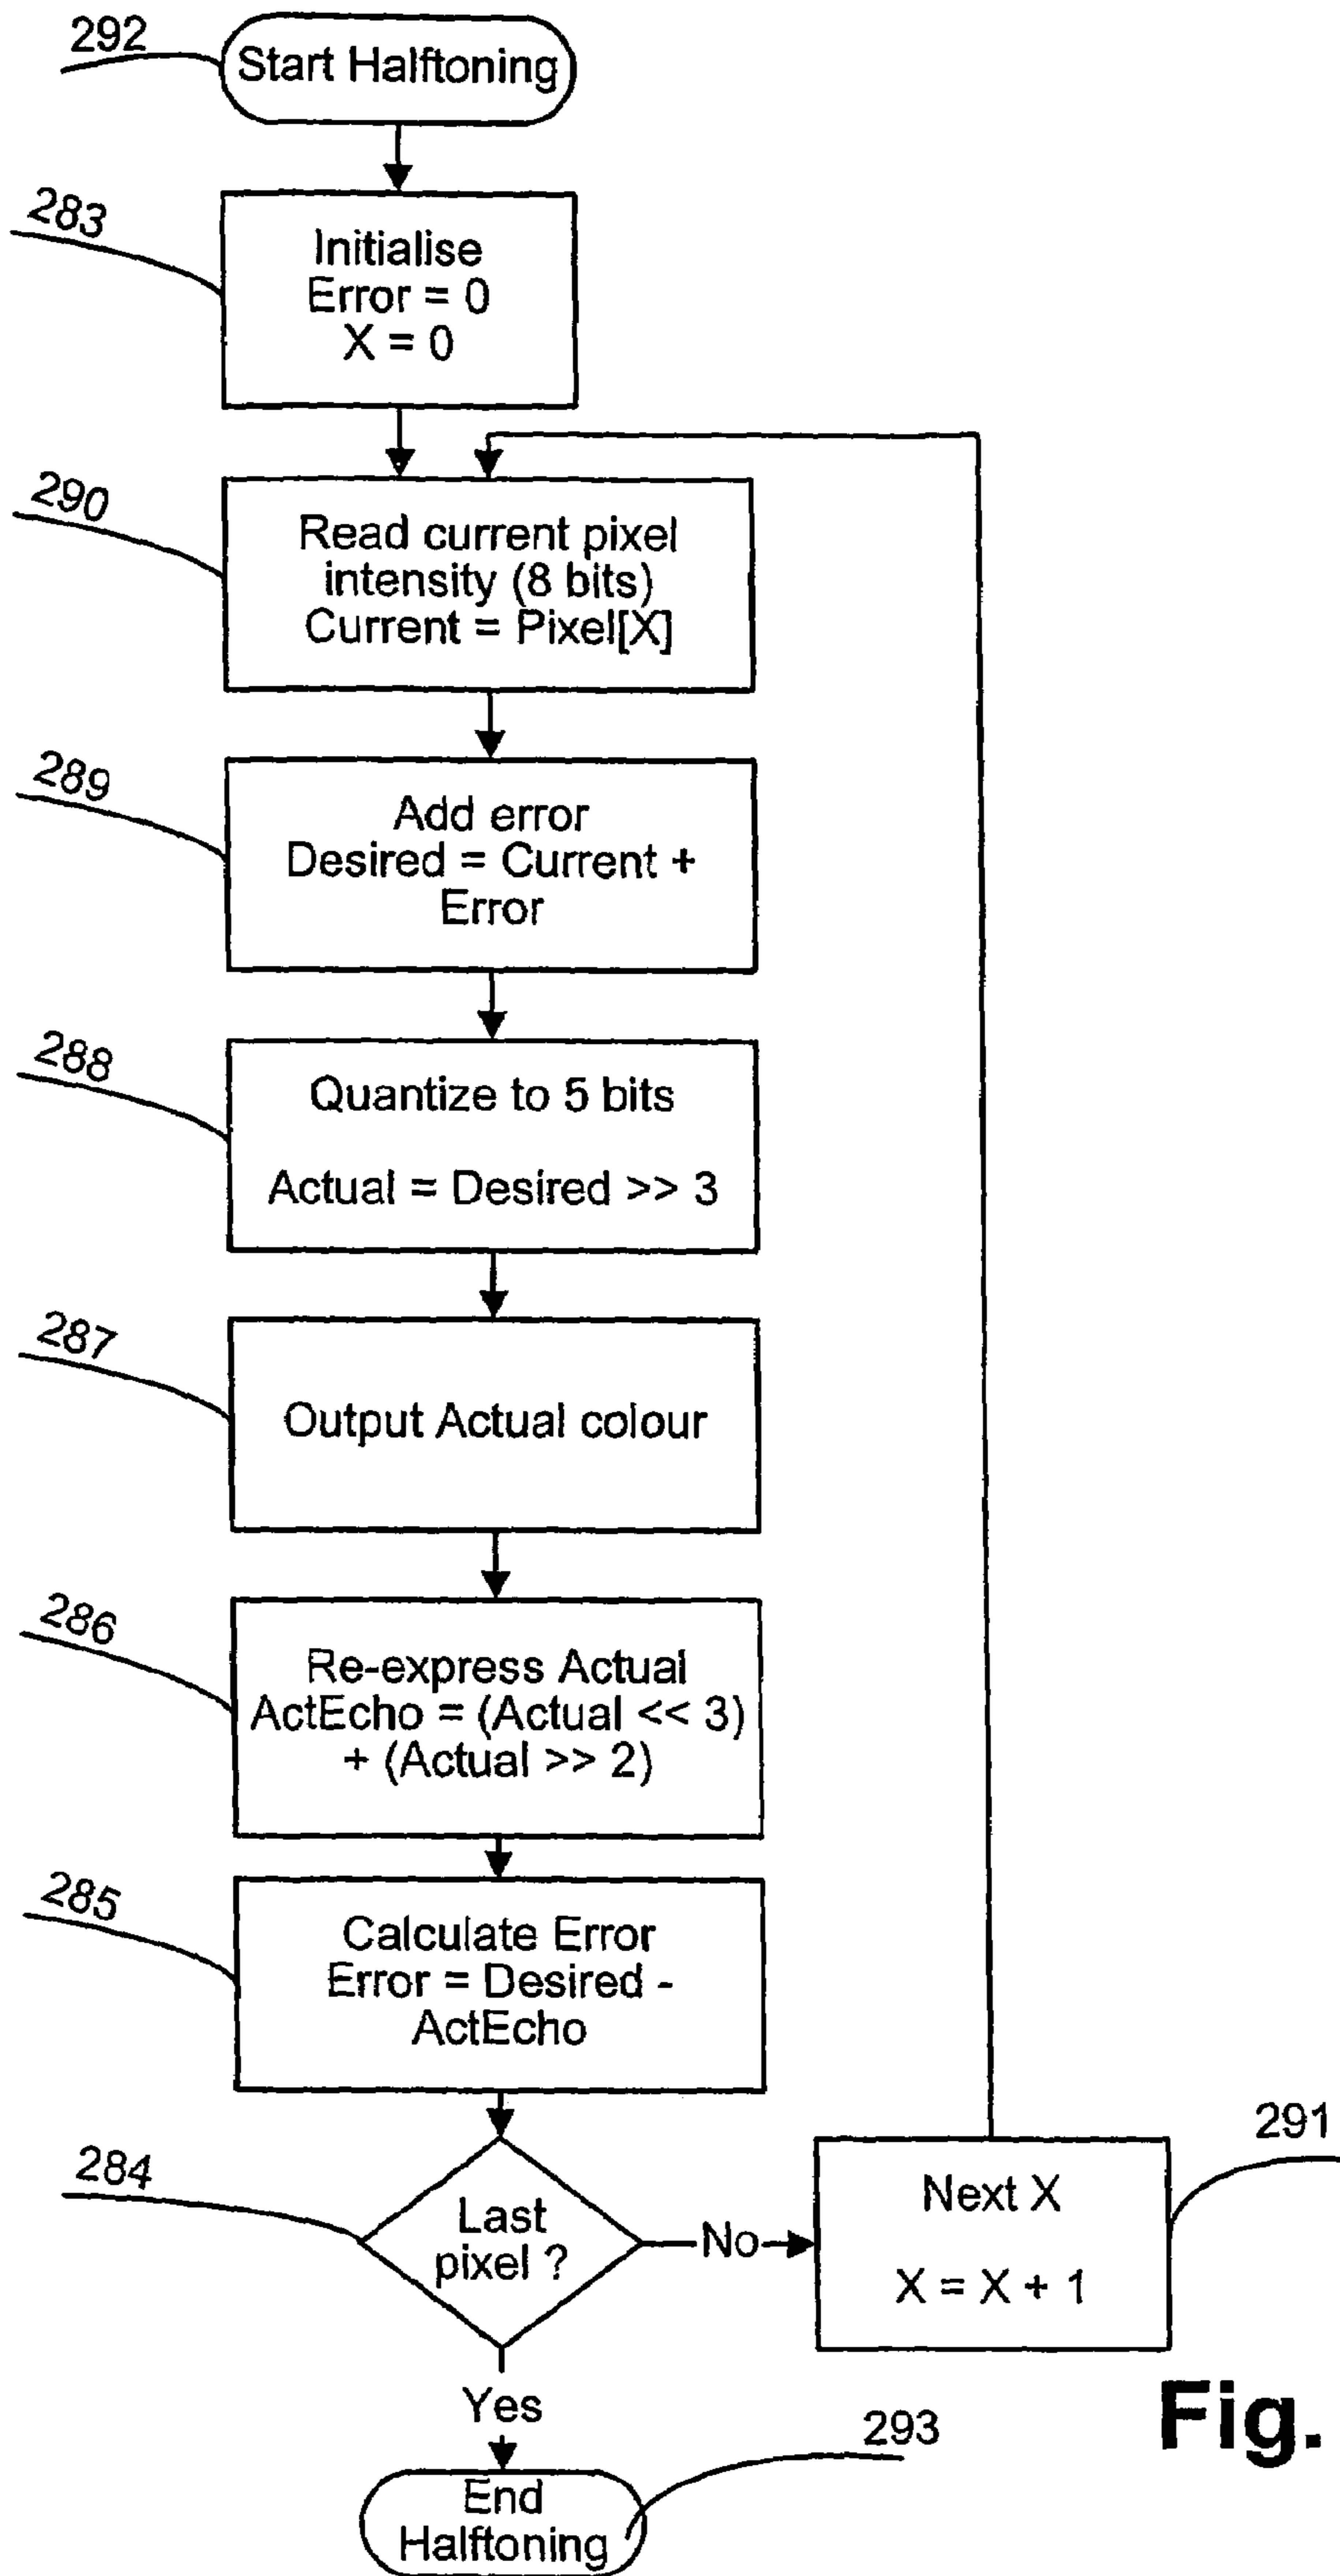 292
Start Halftoning
283
Initialise
Error = 0
X = 0
290
Read current pixel
intensity (8 bits)
Current = Pixel[X]
289
Add error
Desired = Current +
Error
288
Quantize to 5 bits
Actual = Desired >> 3
287
Output Actual colour
286
Re-express Actual
ActEcho = (Actual << 3)
+ (Actual >> 2)
285
Calculate Error
Error = Desired -
ActEcho
284
Last
pixel ?
No
Next X
X = X + 1
291
Yes
293
End
Halftoning
Fig.